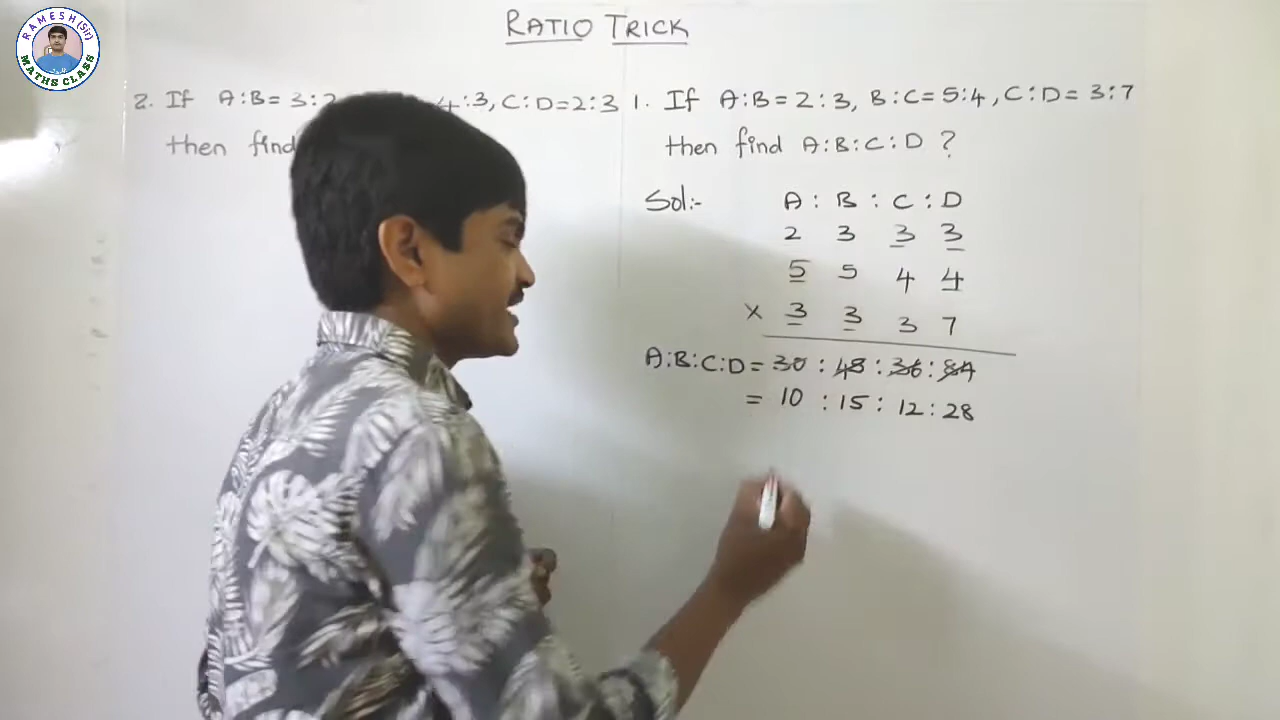 RAMESH(Sir)
MATHS CLASS
RATIO TRICK
2. If A:B= 3:2 4:3, C:D=2:3
then find
1. If A:B=2:3, B:C=5:4, C:D= 3:7
then find A:B:C:D ?
Sol:- A : B : C : D
2 3 3 3
5 5 4 4
× 3 3 3 7
A:B:C:D = 30 : 45 : 36 : 84
= 10 : 15 : 12 : 28